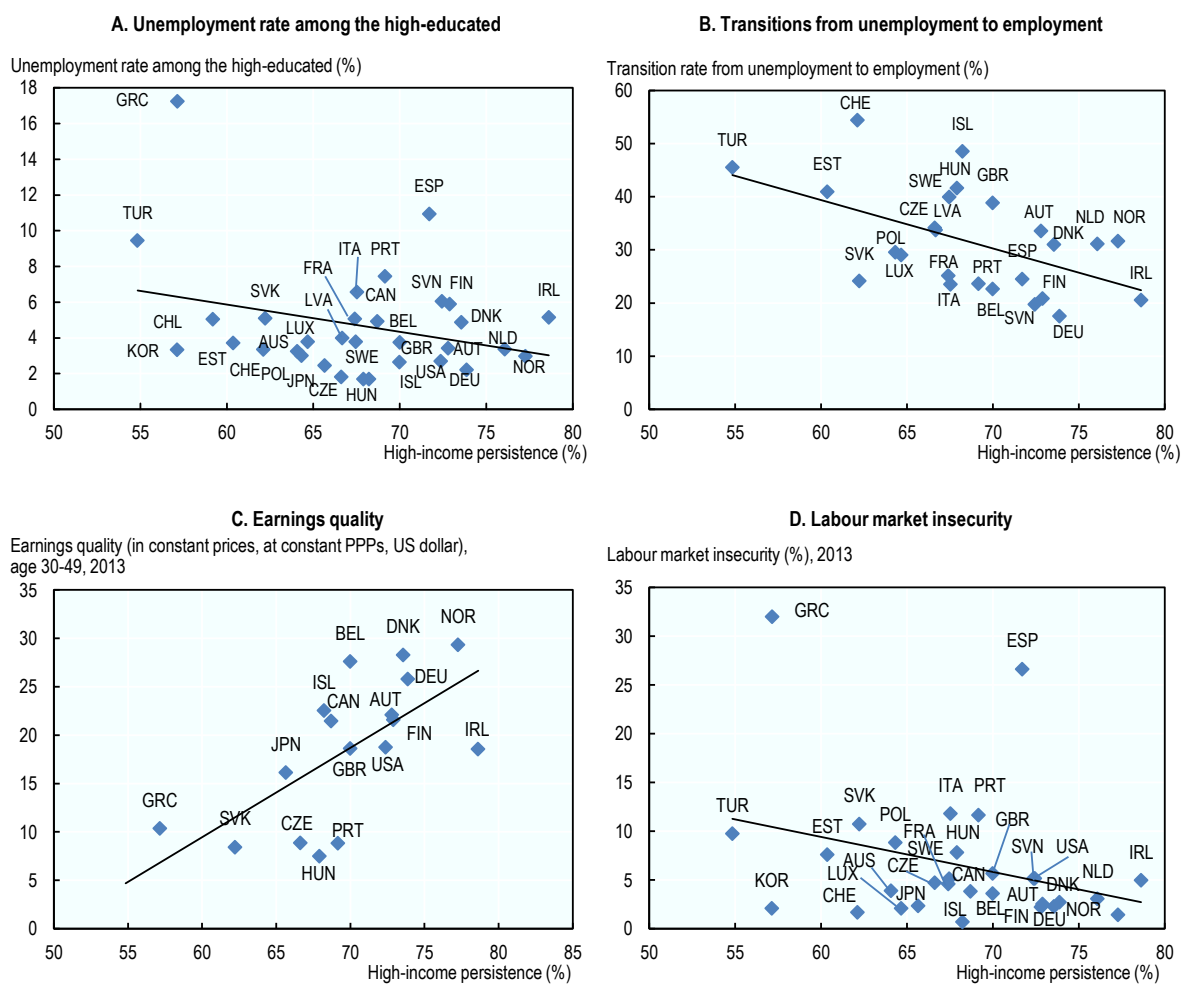 A. Unemployment rate among the high-educated
Unemployment rate among the high-educated (%)
18
16
14
12
10
8
6
4
2
0
50
55
60
65
70
75
80
GRC
TUR
ESP
ITA
PRT
FRA
SVN
FIN
SVK
LVA
CAN
IRL
CHL
LUX
BEL
DNK
KOR
EST
AUS
SWE
GBR
AUT
NLD
CHE
POL
JPN
CZE
HUN
ISL
USA
DEU
NOR
High-income persistence (%)
B. Transitions from unemployment to employment
Transition rate from unemployment to employment (%)
60
50
40
30
20
10
0
50
55
60
65
70
75
80
CHE
ISL
TUR
EST
HUN
SWE
GBR
CZE
LVA
AUT
NLD
NOR
DNK
POL
SVK
ESP
LUX
FRA
PRT
FIN
IRL
ITA
BEL
SVN
DEU
High-income persistence (%)
C. Earnings quality
Earnings quality (in constant prices, at constant PPPs, US dollar),
age 30-49, 2013
35
30
25
20
15
10
5
0
50
55
60
65
70
75
80
85
NOR
BEL
DNK
DEU
ISL
CAN
AUT
FIN
IRL
JPN
GBR
USA
GRC
SVK
CZE
PRT
HUN
High-income persistence (%)
D. Labour market insecurity
Labour market insecurity (%), 2013
35
30
25
20
15
10
5
0
50
55
60
65
70
75
80
GRC
ESP
TUR
SVK
ITA
PRT
POL
GBR
EST
FRA
HUN
SWE
SVN
USA
IRL
AUS
CZE
LUX
CAN
NLD
KOR
DNK
CHE
JPN
AUT
ISL
BEL
FIN
DEU
NOR
High-income persistence (%)